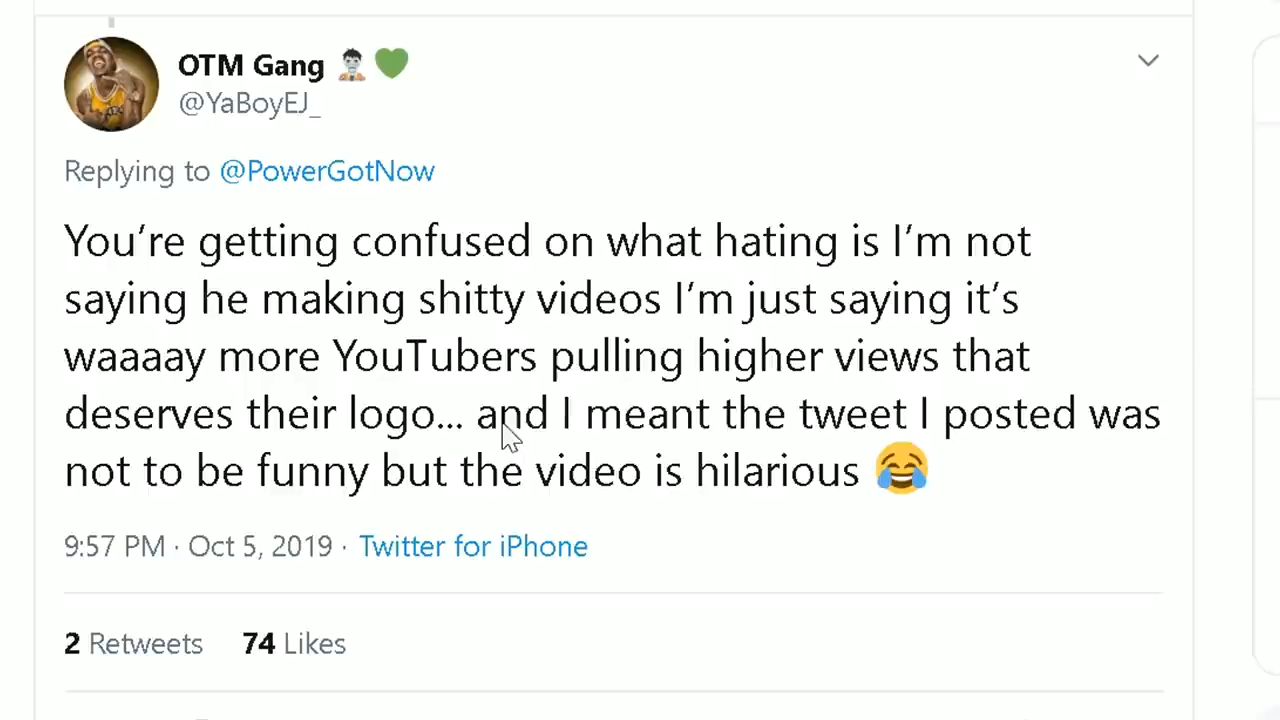 OTM Gang 🧛🏻‍♂️💚
@YaBoyEJ_
Replying to @PowerGotNow
You’re getting confused on what hating is I’m not
saying he making shitty videos I’m just saying it’s
waaaay more YouTubers pulling higher views that
deserves their logo... and I meant the tweet I posted was
not to be funny but the video is hilarious 😂
9:57 PM · Oct 5, 2019 · Twitter for iPhone
2 Retweets 74 Likes